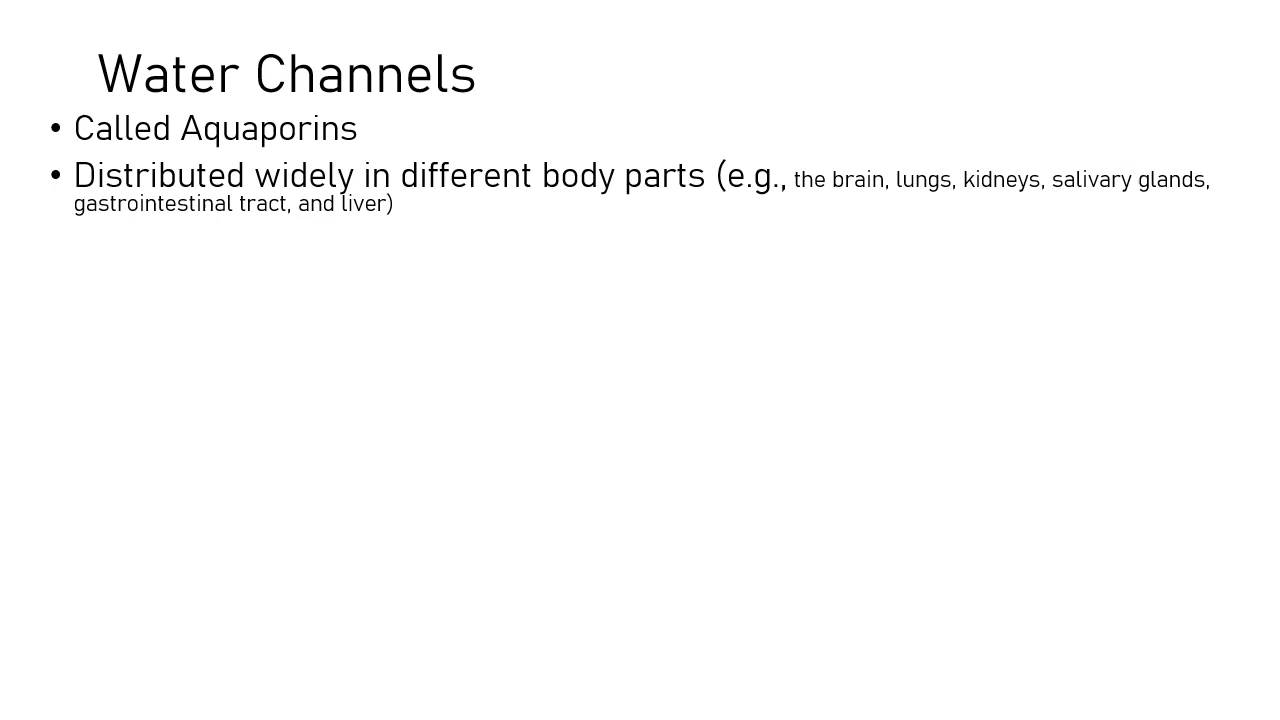 Water Channels
• Called Aquaporins
• Distributed widely in different body parts (e.g., the brain, lungs, kidneys, salivary glands,
gastrointestinal tract, and liver)